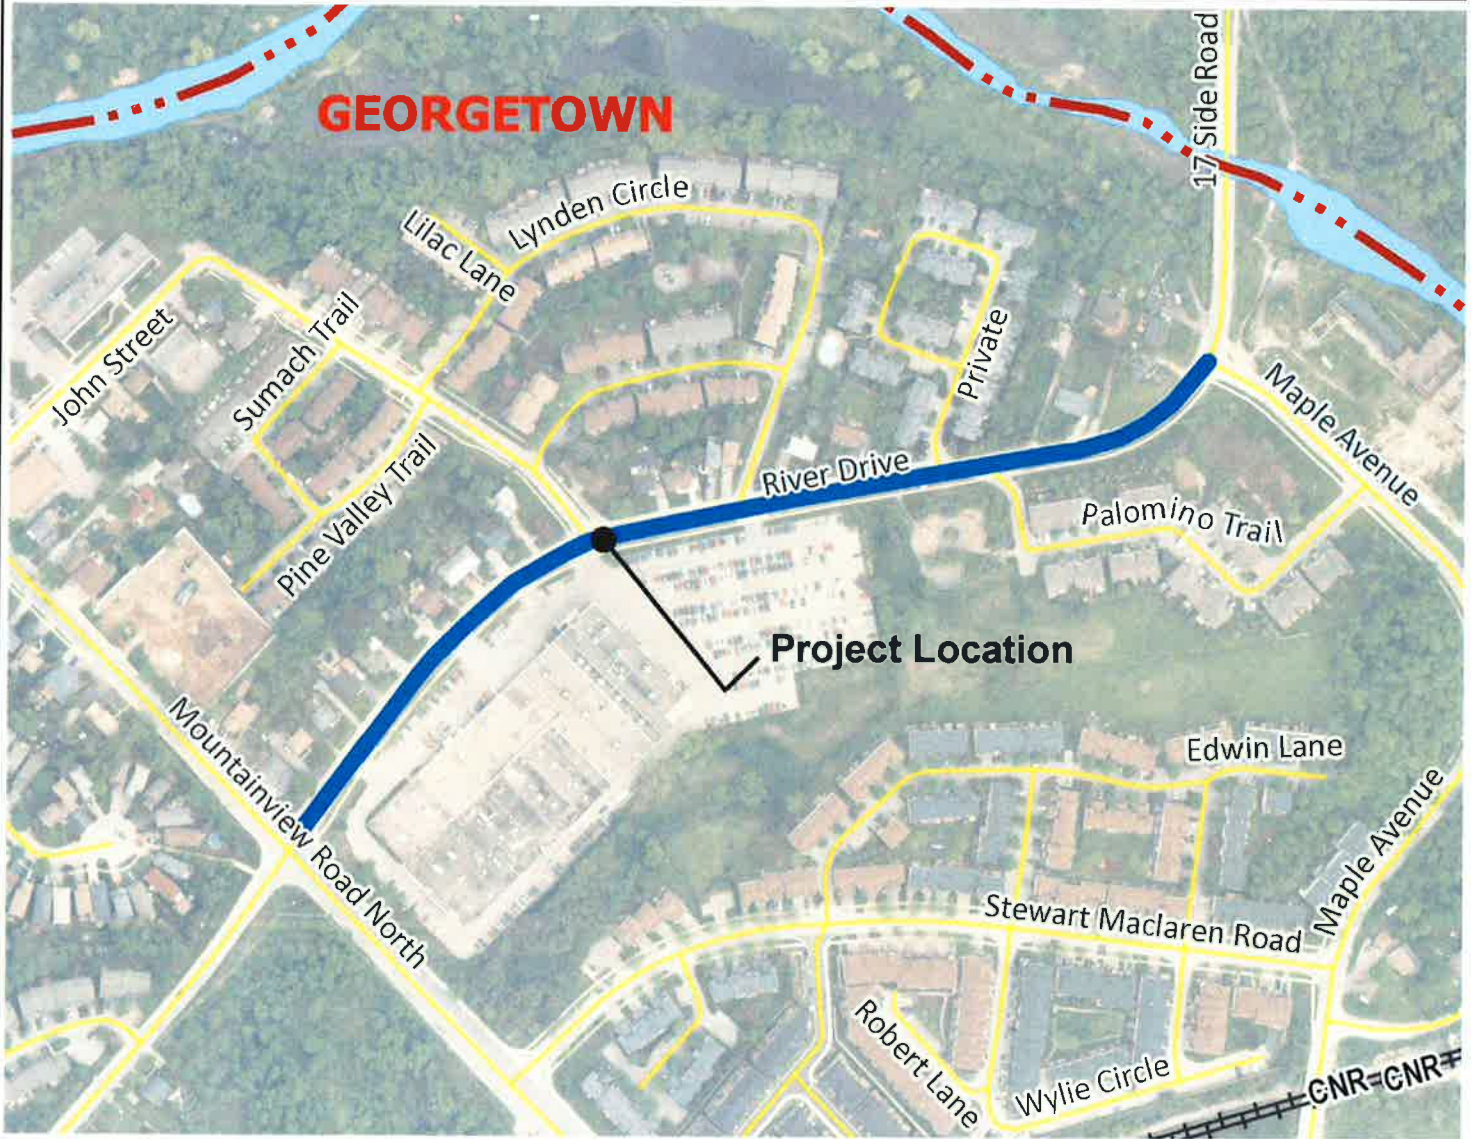 17 Side Road
GEORGETOWN
Lynden Circle
Lilac Lane
John Street
Sumach Trail
Private
Maple Avenue
Pine Valley Trail
River Drive
Palomino Trail
Project Location
Mountainview Road North
Edwin Lane
Maple Avenue
Stewart Maclaren Road
Robert Lane
Wylie Circle
CNR CNR